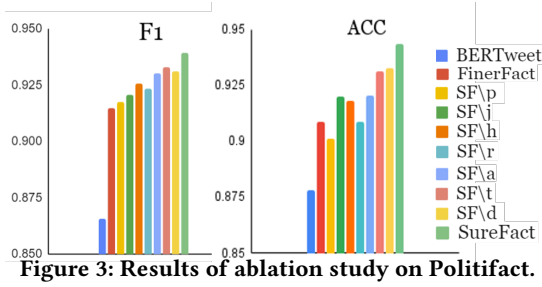 F1
0.950
0.925
0.900
0.875
0.850
ACC
0.95
0.925
0.9
0.875
0.85
BERTweet
FinerFact
SF\p
SF\j
SF\h
SF\r
SF\a
SF\t
SF\d
SureFact
Figure 3: Results of ablation study on Politifact.